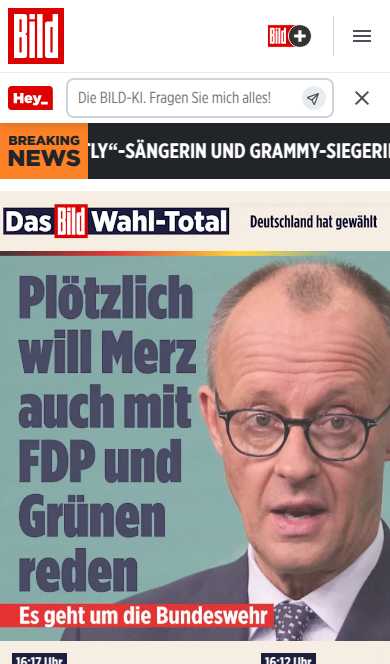 Bild
Bild +
Hey_
Die BILD-KI. Fragen Sie mich alles!
BREAKING
NEWS
TLY“-SÄNGERIN UND GRAMMY-SIEGERI
Das Bild Wahl-Total
Deutschland hat gewählt
Plötzlich
will Merz
auch mit
FDP und
Grünen
reden
Es geht um die Bundeswehr
16:17 Uhr
16:12 Uhr